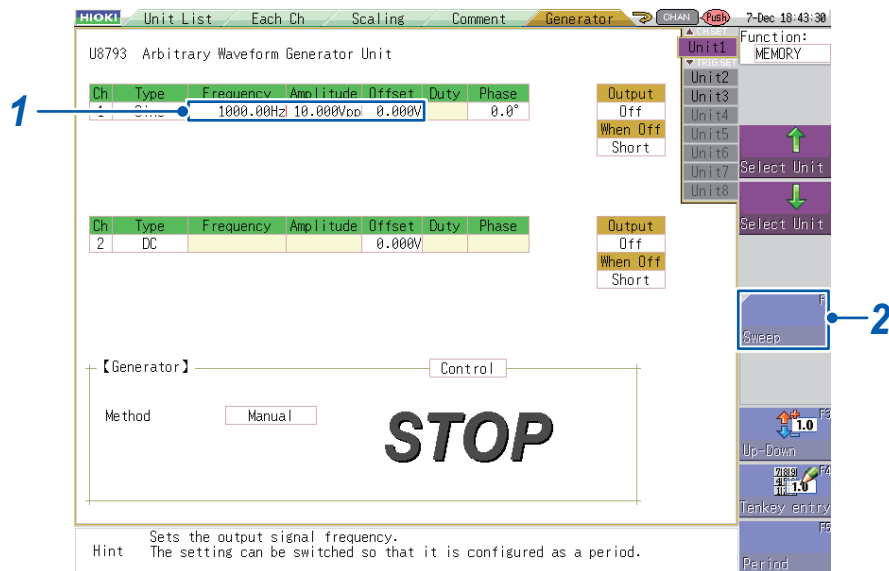 HIOKI Unit List Each Ch Scaling Comment Generator CHAN Push 7-Dec 18:43:30
U8793 Arbitrary Waveform Generator Unit
Ch Type Frequency Amplitude Offset Duty Phase
1 Sine 1000.00Hz 10.000Vpp 0.000V 0.0°
Output
Off
When Off
Short
1
Ch Type Frequency Amplitude Offset Duty Phase
2 DC 0.000V
Output
Off
When Off
Short
【Generator】 Control
Method Manual
STOP
Hint Sets the output signal frequency.
The setting can be switched so that it is configured as a period.
▲ CH.SET
Unit1
▼ TRIG.SET
Unit2
Unit3
Unit4
Unit5
Unit6
Unit7
Unit8
Function:
MEMORY
Select Unit
Select Unit
Sweep
2
1.0 F3
Up-Down
1.0 F4
Tenkey entry
F5
Period